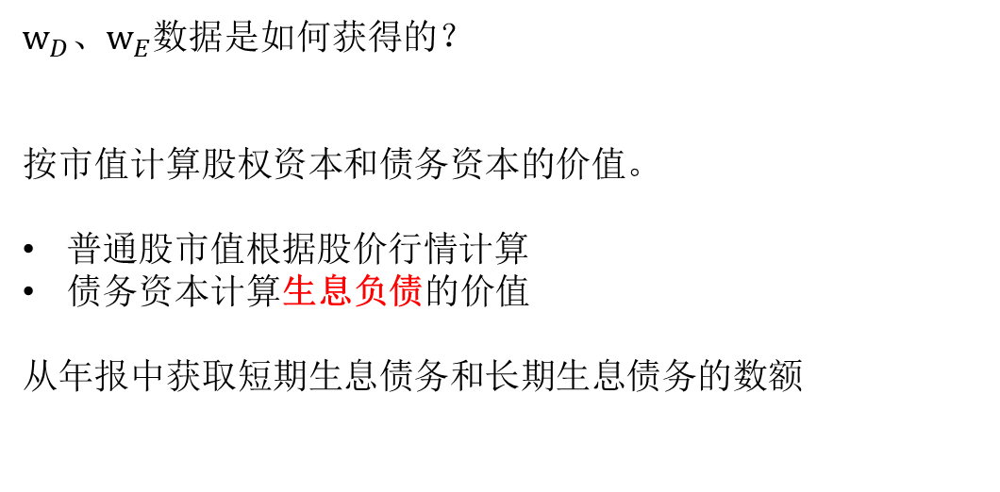 w_D、w_E数据是如何获得的？
按市值计算股权资本和债务资本的价值。
• 普通股市值根据股价行情计算
• 债务资本计算生息负债的价值
从年报中获取短期生息债务和长期生息债务的数额